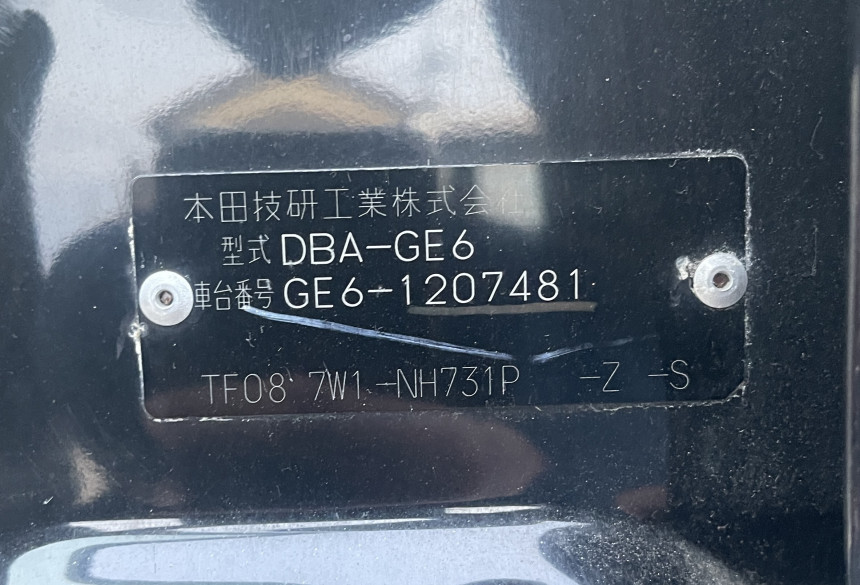 本田技研工業株式会社
型式 DBA-GE6
車台番号 GE6-1207481
TF08 7W1-NH731P -Z -S